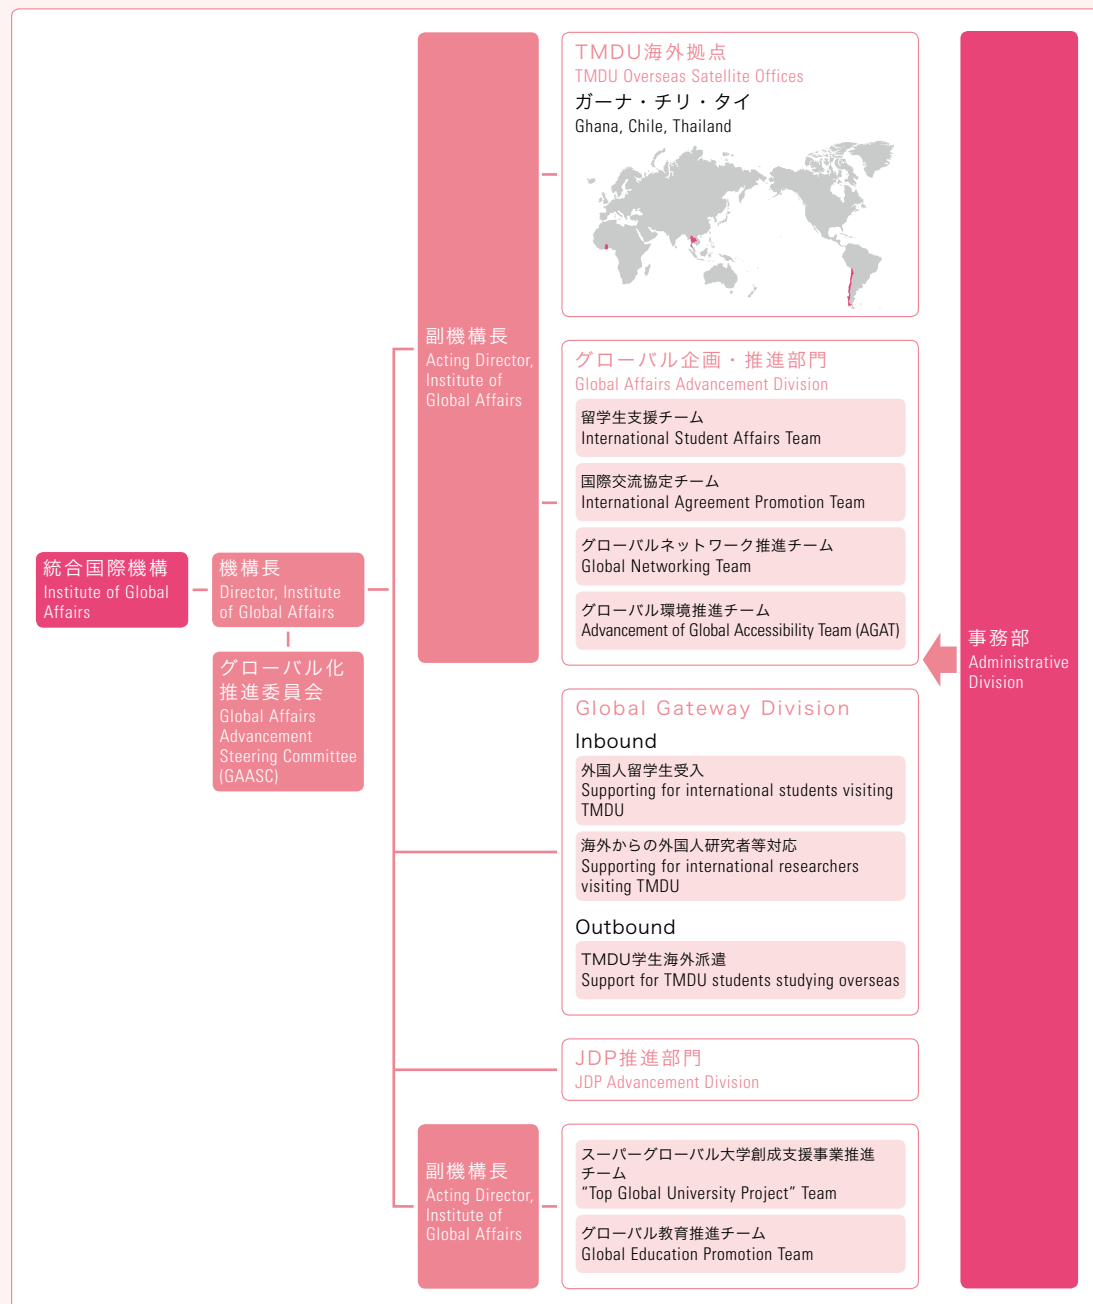 統合国際機構
Institute of Global
Affairs
機構長
Director, Institute
of Global Affairs
グローバル化
推進委員会
Global Affairs
Advancement
Steering Committee
(GAASC)
副機構長
Acting Director,
Institute of
Global Affairs
TMDU海外拠点
TMDU Overseas Satellite Offices
ガーナ・チリ・タイ
Ghana, Chile, Thailand
グローバル企画・推進部門
Global Affairs Advancement Division
留学生支援チーム
International Student Affairs Team
国際交流協定チーム
International Agreement Promotion Team
グローバルネットワーク推進チーム
Global Networking Team
グローバル環境推進チーム
Advancement of Global Accessibility Team (AGAT)
Global Gateway Division
Inbound
外国人留学生受入
Supporting for international students visiting
TMDU
海外からの外国人研究者等対応
Supporting for international researchers
visiting TMDU
Outbound
TMDU学生海外派遣
Support for TMDU students studying overseas
JDP推進部門
JDP Advancement Division
副機構長
Acting Director,
Institute of
Global Affairs
スーパーグローバル大学創成支援事業推進
チーム
“Top Global University Project” Team
グローバル教育推進チーム
Global Education Promotion Team
事務部
Administrative
Division